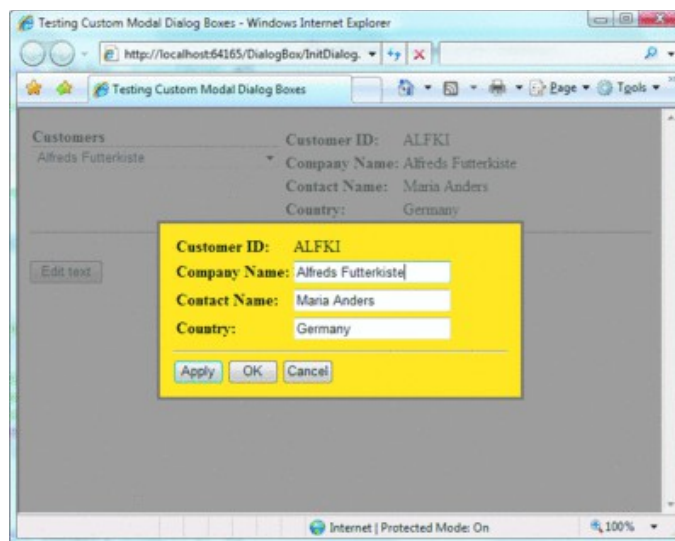 Testing Custom Modal Dialog Boxes - Windows Internet Explorer
http://localhost:64165/DialogBox/InitDialog.
Testing Custom Modal Dialog Boxes
Page
Tools
Customers
Alfreds Futterkiste
Customer ID: ALFKI
Company Name: Alfreds Futterkiste
Contact Name: Maria Anders
Country: Germany
Edit text
Customer ID: ALFKI
Company Name: Alfreds Futterkiste
Contact Name: Maria Anders
Country: Germany
Apply OK Cancel
Internet | Protected Mode: On 100%